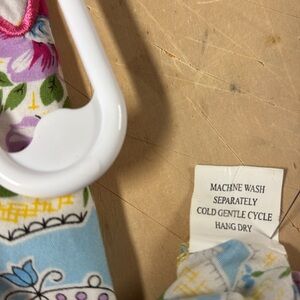 MACHINE WASH
SEPARATELY
COLD GENTLE CYCLE
HANG DRY